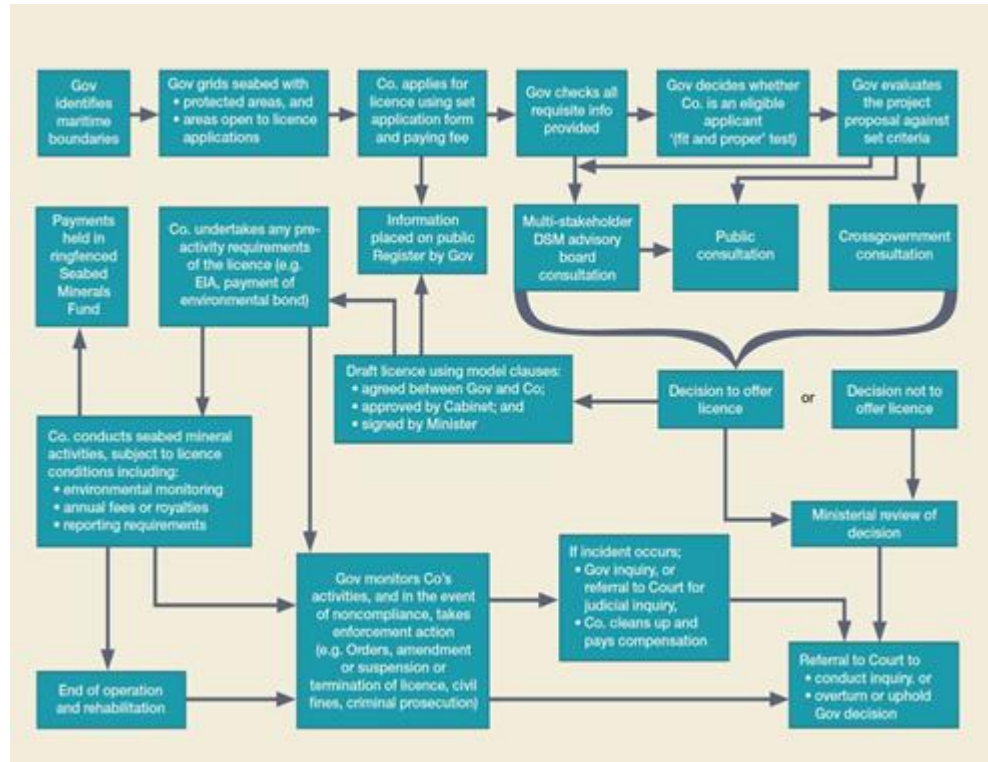 Gov
identifies
maritime
boundaries
Gov grids seabed with
• protected areas, and
• areas open to licence
applications
Co. applies for
licence using set
application form
and paying fee
Gov checks all
requisite info
provided
Gov decides whether
Co. is an eligible
applicant
'(fit and proper' test)
Gov evaluates
the project
proposal against
set criteria
Payments
held in
ringfenced
Seabed
Minerals
Fund
Co. undertakes any pre-
activity requirements
of the licence (e.g.
EIA, payment of
environmental bond)
Information
placed on public
Register by Gov
Multi-stakeholder
DSM advisory
board
consultation
Public
consultation
Crossgovernment
consultation
Draft licence using model clauses:
• agreed between Gov and Co;
• approved by Cabinet; and
• signed by Minister
Decision to offer
licence
or
Decision not to
offer licence
Co. conducts seabed mineral
activities, subject to licence
conditions including:
• environmental monitoring
• annual fees or royalties
• reporting requirements
Ministerial review of
decision
Gov monitors Co's
activities, and in the event
of noncompliance, takes
enforcement action
(e.g. Orders, amendment
or suspension or
termination of licence, civil
fines, criminal prosecution)
If incident occurs;
• Gov inquiry, or
referral to Court for
judicial inquiry,
• Co. cleans up and
pays compensation
End of operation
and rehabilitation
Referral to Court to
• conduct inquiry, or
• overturn or uphold
Gov decision